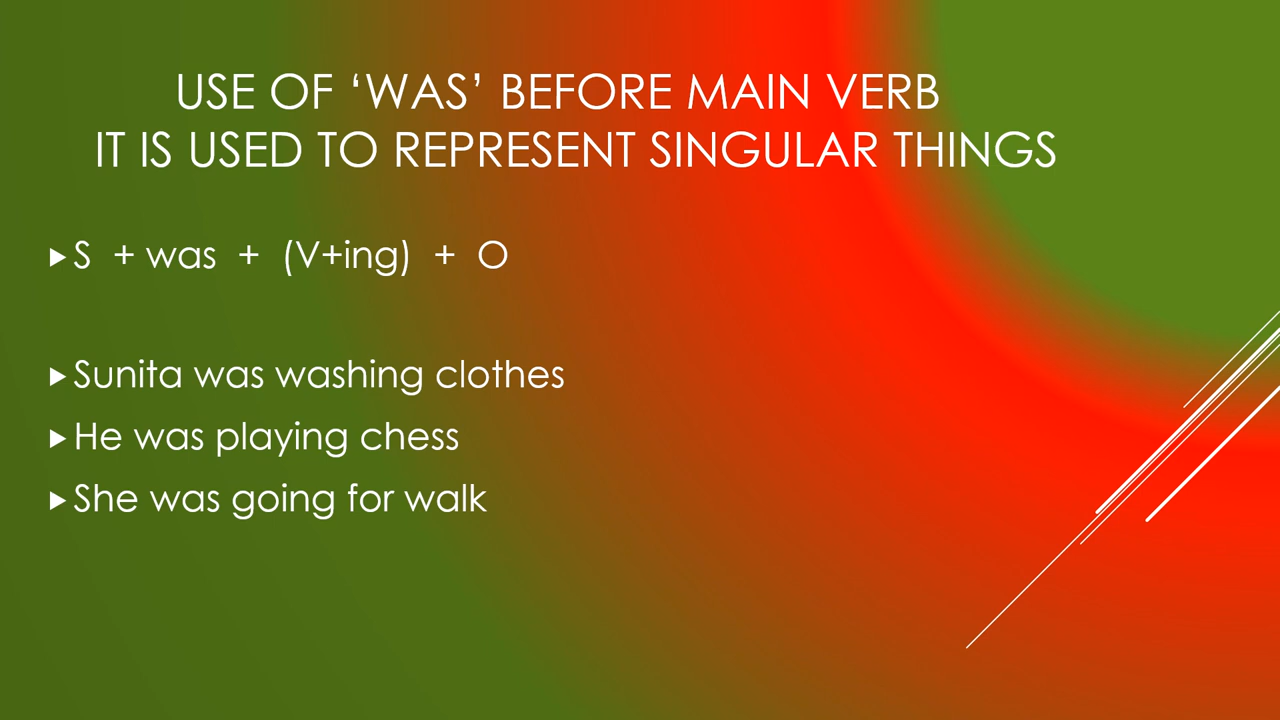 USE OF ‘WAS’ BEFORE MAIN VERB
IT IS USED TO REPRESENT SINGULAR THINGS
S + was + (V+ing) + O
Sunita was washing clothes
He was playing chess
She was going for walk